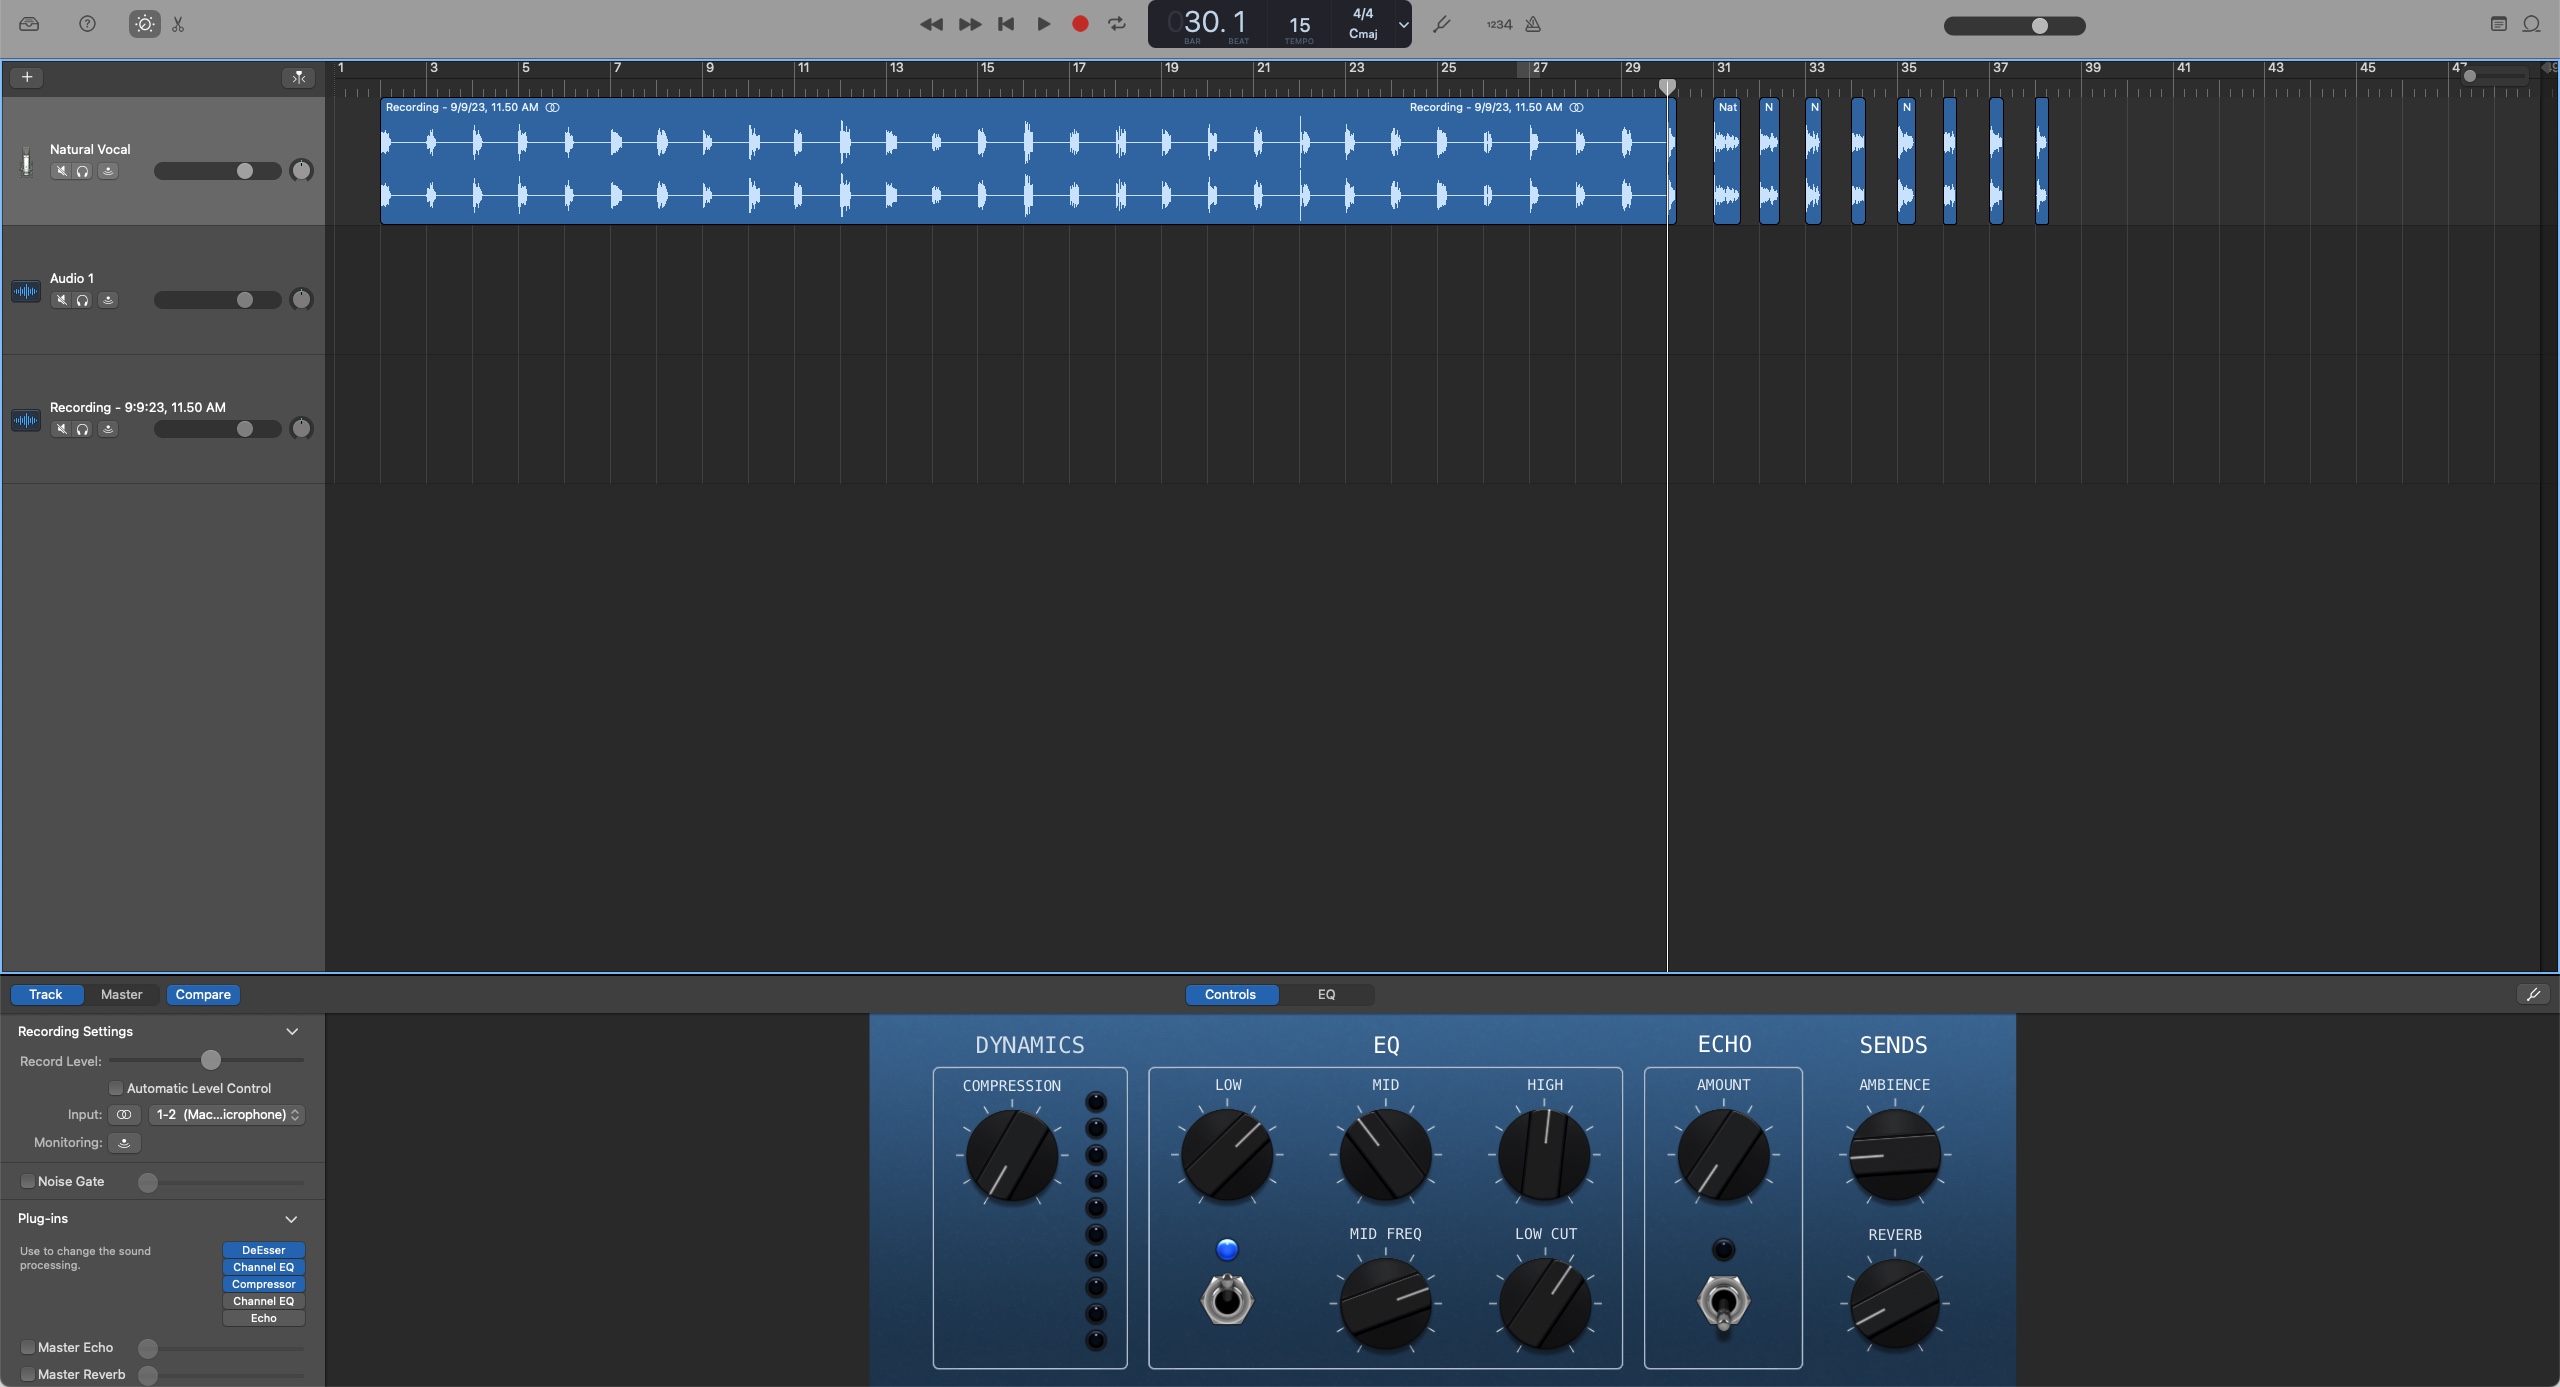 030. 1
BAR BEAT
15
TEMPO
4/4
Cmaj
1234
1 3 5 7 9 11 13 15 17 19 21 23 25 27 29 31 33 35 37 39 41 43 45
Natural Vocal
Recording - 9/9/23, 11.50 AM
Recording - 9/9/23, 11.50 AM
Nat
N
N
N
Audio 1
Recording - 9:9:23, 11.50 AM
Track Master Compare
Controls EQ
Recording Settings
Record Level:
Automatic Level Control
Input: 1-2 (Mac...icrophone)
Monitoring:
Noise Gate
Plug-ins
Use to change the sound
processing.
DeEsser
Channel EQ
Compressor
Channel EQ
Echo
Master Echo
Master Reverb
DYNAMICS
COMPRESSION
EQ
LOW MID HIGH
MID FREQ LOW CUT
ECHO
AMOUNT
SENDS
AMBIENCE
REVERB